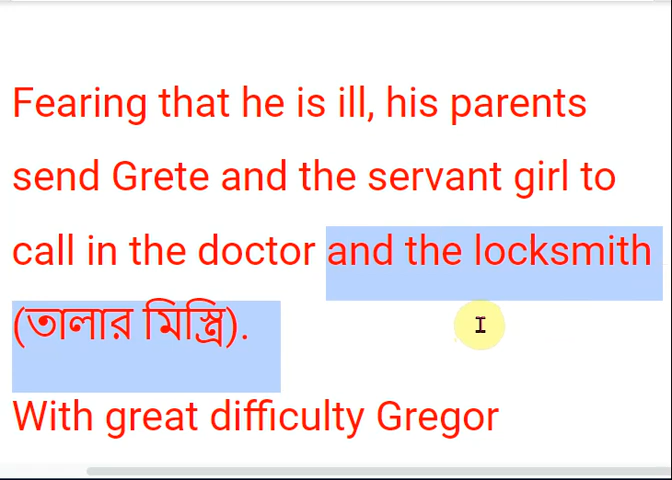 Fearing that he is ill, his parents
send Grete and the servant girl to
call in the doctor and the locksmith
(তালার মিস্ত্রি).
With great difficulty Gregor